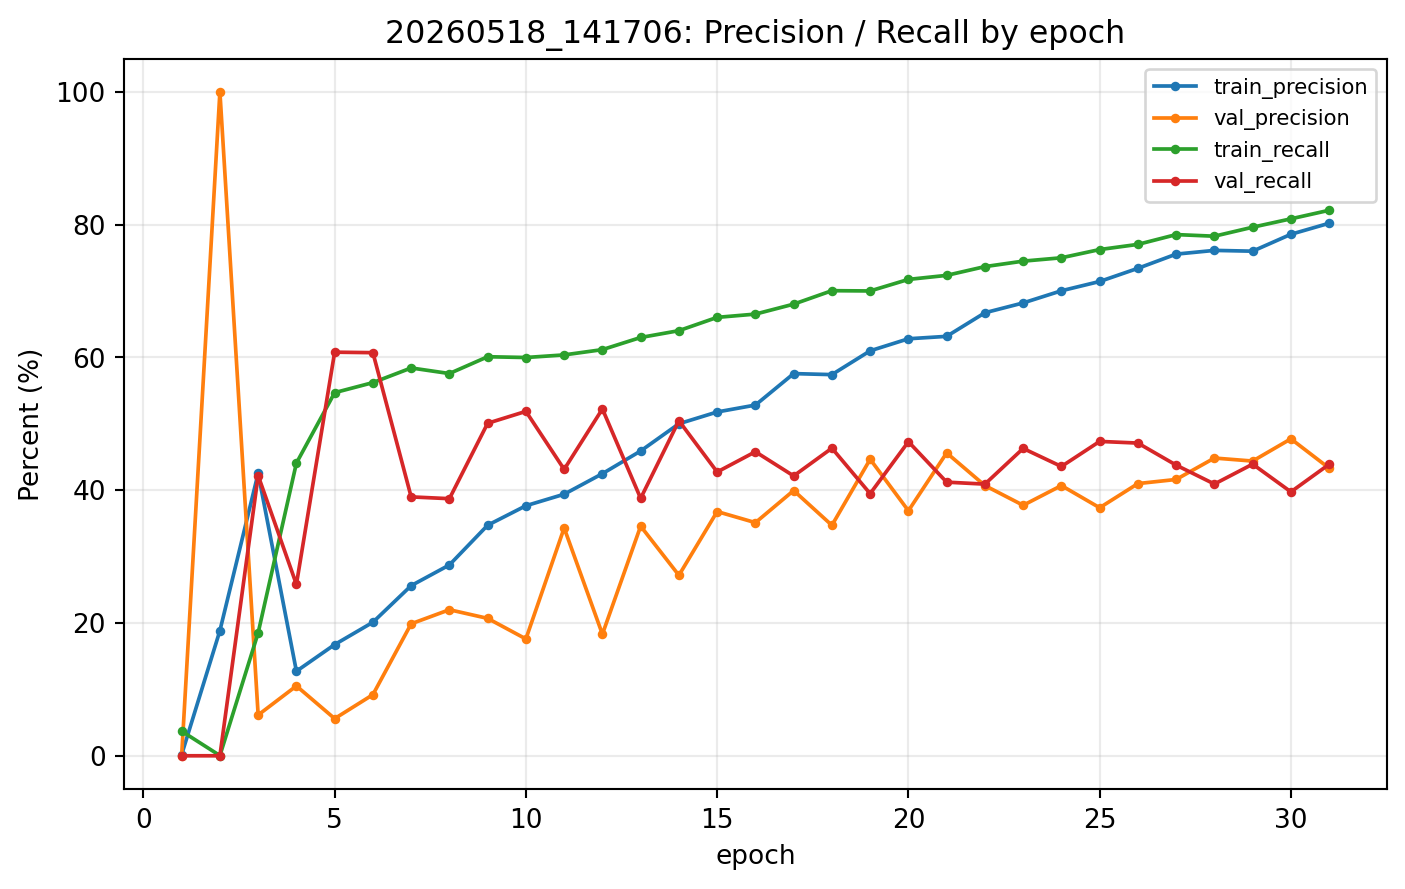 20260518_141706: Precision / Recall by epoch
train_precision
val_precision
train_recall
val_recall
Percent (%)
100
80
60
40
20
0
0 5 10 15 20 25 30
epoch